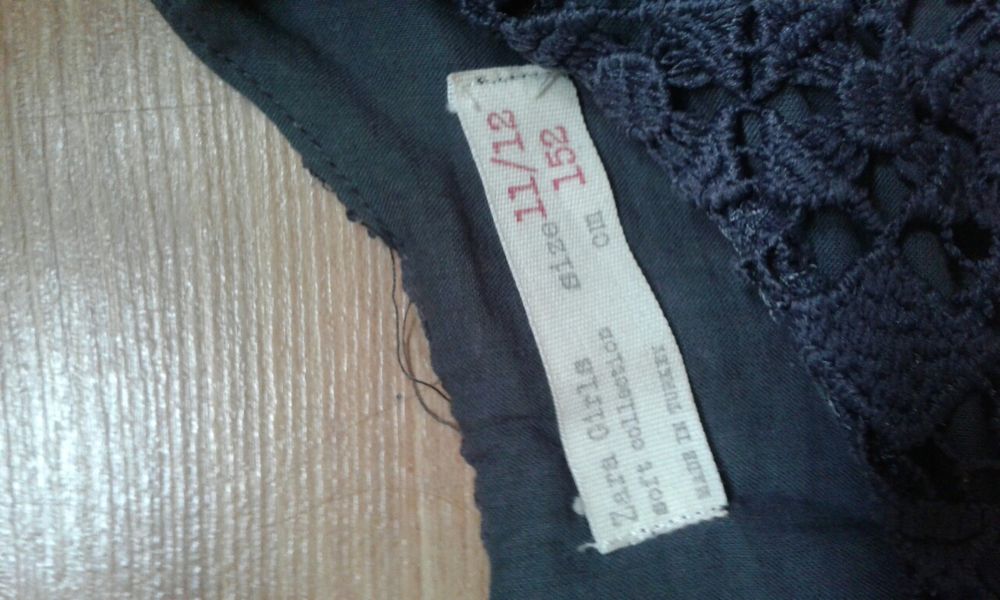 Zara Girls size 11/12
soft collection cm 152
MADE IN TURKEY